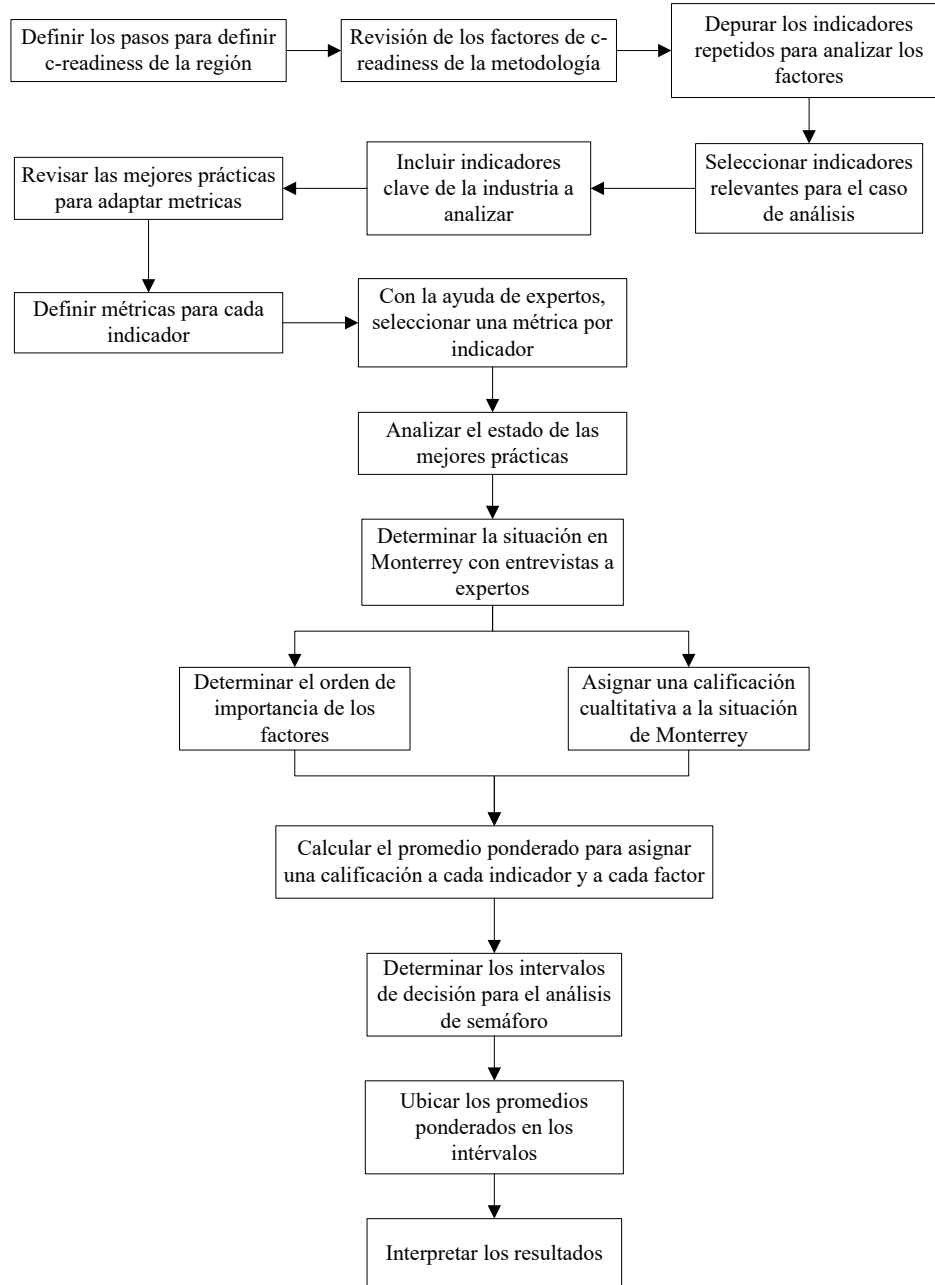 Definir los pasos para definir
c-readiness de la región
Revisión de los factores de c-
readiness de la metodología
Depurar los indicadores
repetidos para analizar los
factores
Seleccionar indicadores
relevantes para el caso
de análisis
Incluir indicadores
clave de la industria a
analizar
Revisar las mejores prácticas
para adaptar metricas
Definir métricas para cada
indicador
Con la ayuda de expertos,
seleccionar una métrica por
indicador
Analizar el estado de las
mejores prácticas
Determinar la situación en
Monterrey con entrevistas a
expertos
Determinar el orden de
importancia de los
factores
Asignar una calificación
cualtitativa a la situación
de Monterrey
Calcular el promedio ponderado para asignar
una calificación a cada indicador y a cada factor
Determinar los intervalos
de decisión para el análisis
de semáforo
Ubicar los promedios
ponderados en los
intérvalos
Interpretar los resultados